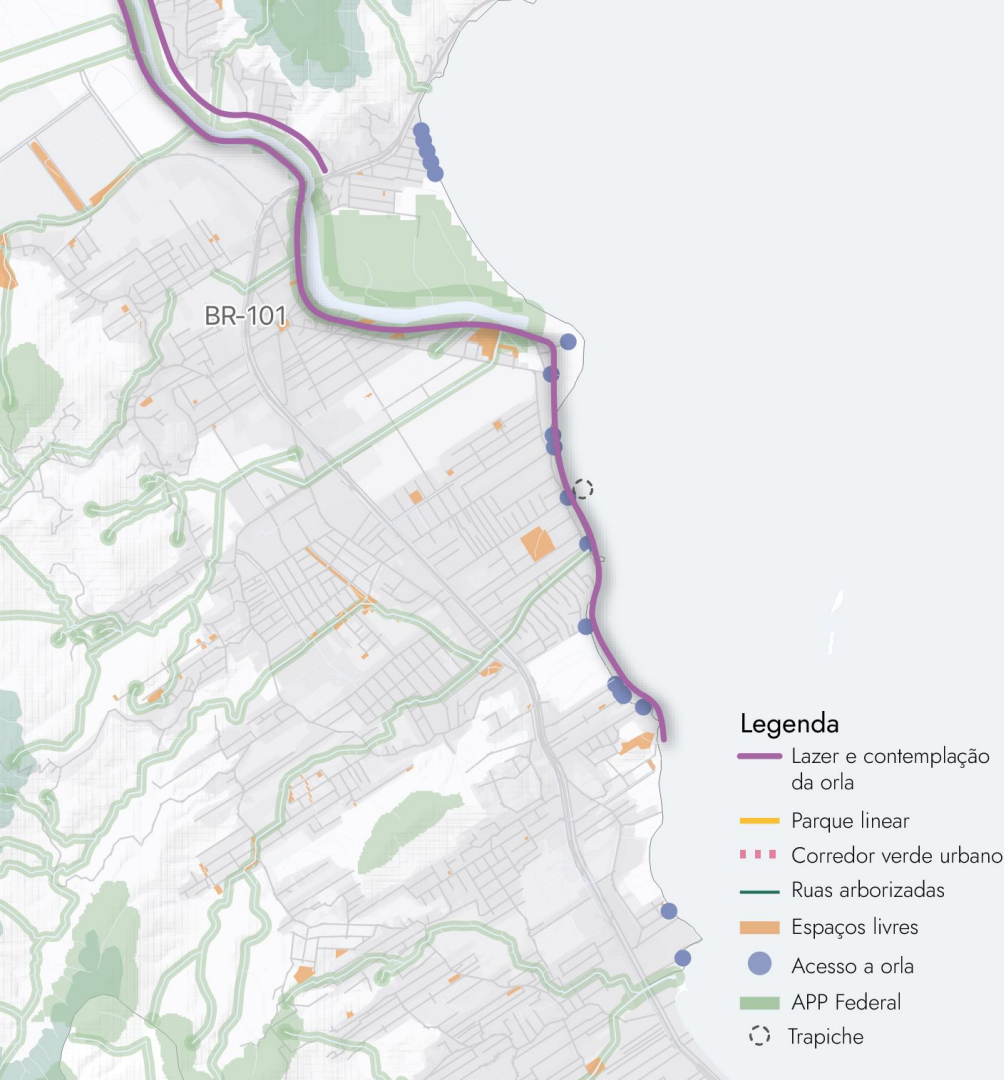 BR-101
Legenda
Lazer e contemplação
da orla
Parque linear
Corredor verde urbano
Ruas arborizadas
Espaços livres
Acesso a orla
APP Federal
Trapiche